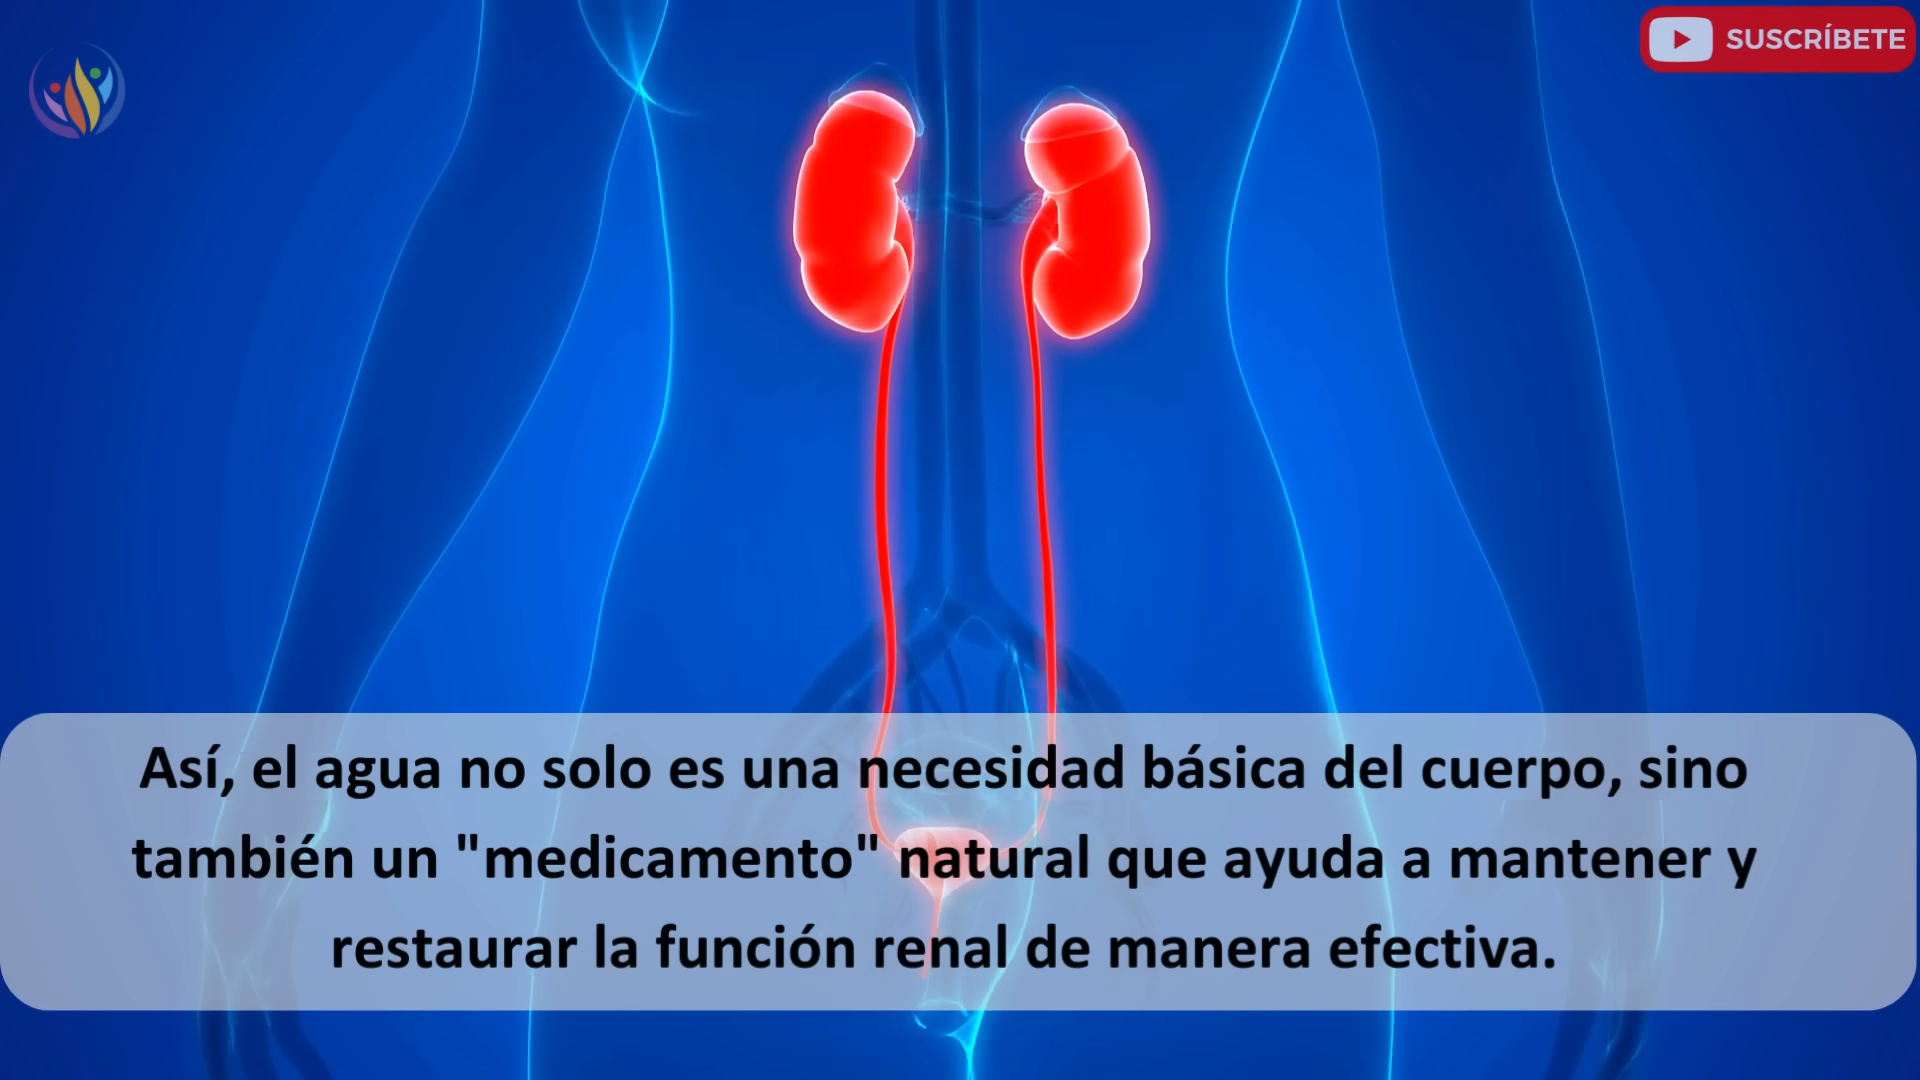 SUSCRÍBETE
Así, el agua no solo es una necesidad básica del cuerpo, sino
también un "medicamento" natural que ayuda a mantener y
restaurar la función renal de manera efectiva.